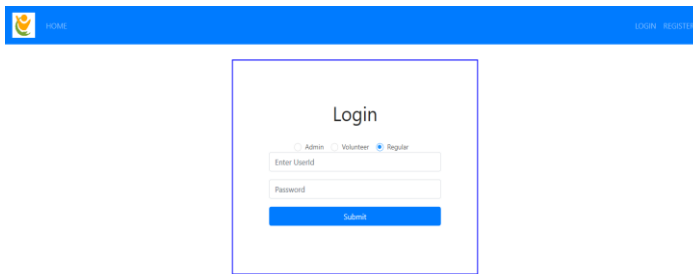 HOME LOGIN REGISTER
Login
Admin Volunteer Regular
Enter UserId
Password
Submit